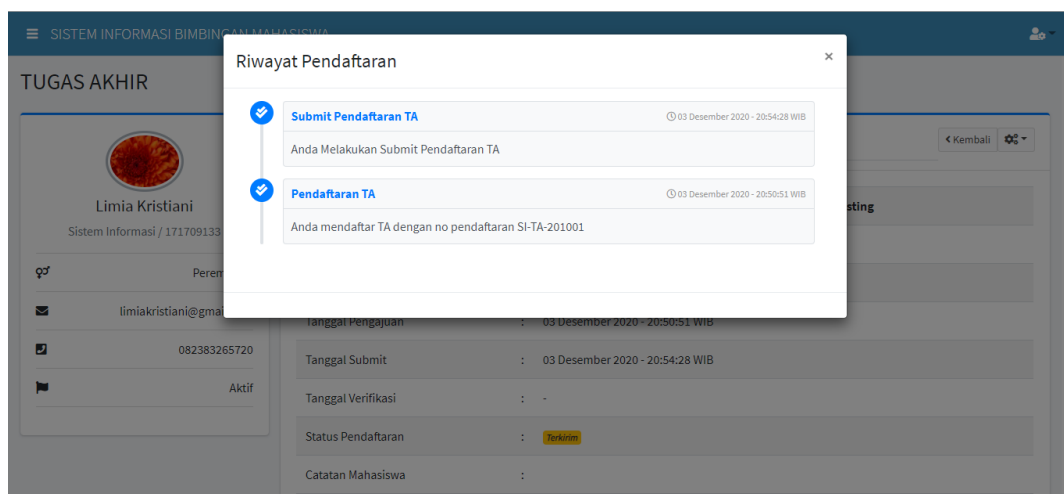 SISTEM INFORMASI BIMBINGAN MAHASISWA
TUGAS AKHIR
Riwayat Pendaftaran
×
Submit Pendaftaran TA
03 Desember 2020 - 20:54:28 WIB
Anda Melakukan Submit Pendaftaran TA
Pendaftaran TA
03 Desember 2020 - 20:50:51 WIB
Anda mendaftar TA dengan no pendaftaran SI-TA-201001
Kembali
Limia Kristiani
Sistem Informasi / 171709133
limiakristiani@gmai
082383265720
Aktif
Tanggal Pengajuan : 03 Desember 2020 - 20:50:51 WIB
Tanggal Submit : 03 Desember 2020 - 20:54:28 WIB
Tanggal Verifikasi : -
Status Pendaftaran : Terkirim
Catatan Mahasiswa :